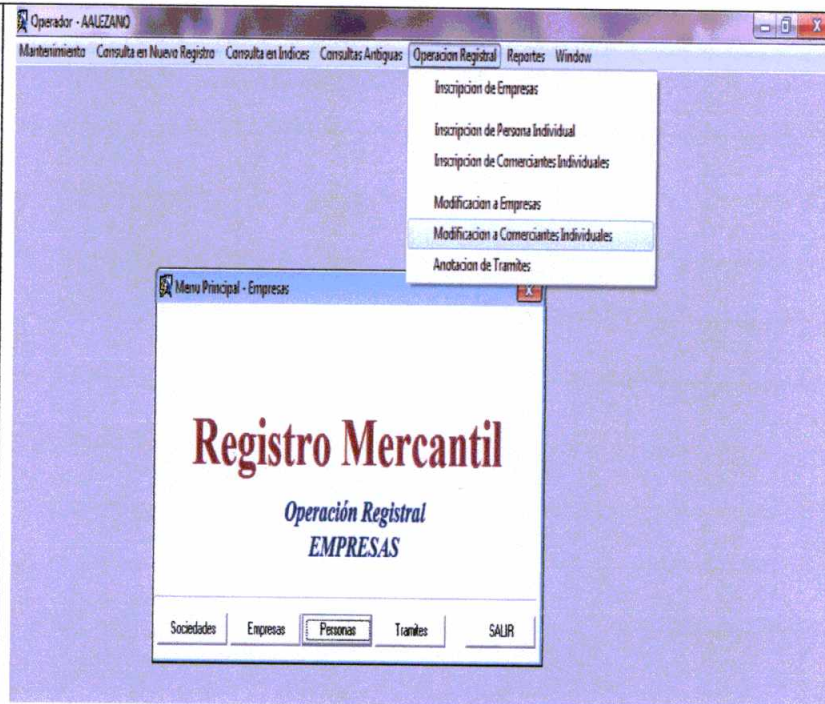 Operador - AALEZANO
Mantenimiento Consulta en Nuevo Registro Consulta en Indices Consultas Antiguas Operacion Registral Reportes Window
Inscripcion de Empresas
Inscripcion de Persona Individual
Inscripcion de Comerciantes Individuales
Modificacion a Empresas
Modificacion a Comerciantes Individuales
Anotacion de Tramites
Menu Principal - Empresas
Registro Mercantil
Operación Registral
EMPRESAS
Sociedades Empresas Personas Tramites SALIR